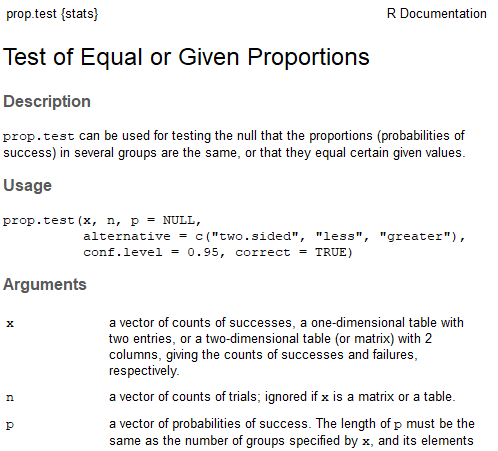 prop.test {stats} R Documentation
Test of Equal or Given Proportions
Description
prop.test can be used for testing the null that the proportions (probabilities of
success) in several groups are the same, or that they equal certain given values.
Usage
prop.test(x, n, p = NULL,
          alternative = c("two.sided", "less", "greater"),
          conf.level = 0.95, correct = TRUE)
Arguments
x a vector of counts of successes, a one-dimensional table with
two entries, or a two-dimensional table (or matrix) with 2
columns, giving the counts of successes and failures,
respectively.
n a vector of counts of trials; ignored if x is a matrix or a table.
p a vector of probabilities of success. The length of p must be the
same as the number of groups specified by x, and its elements